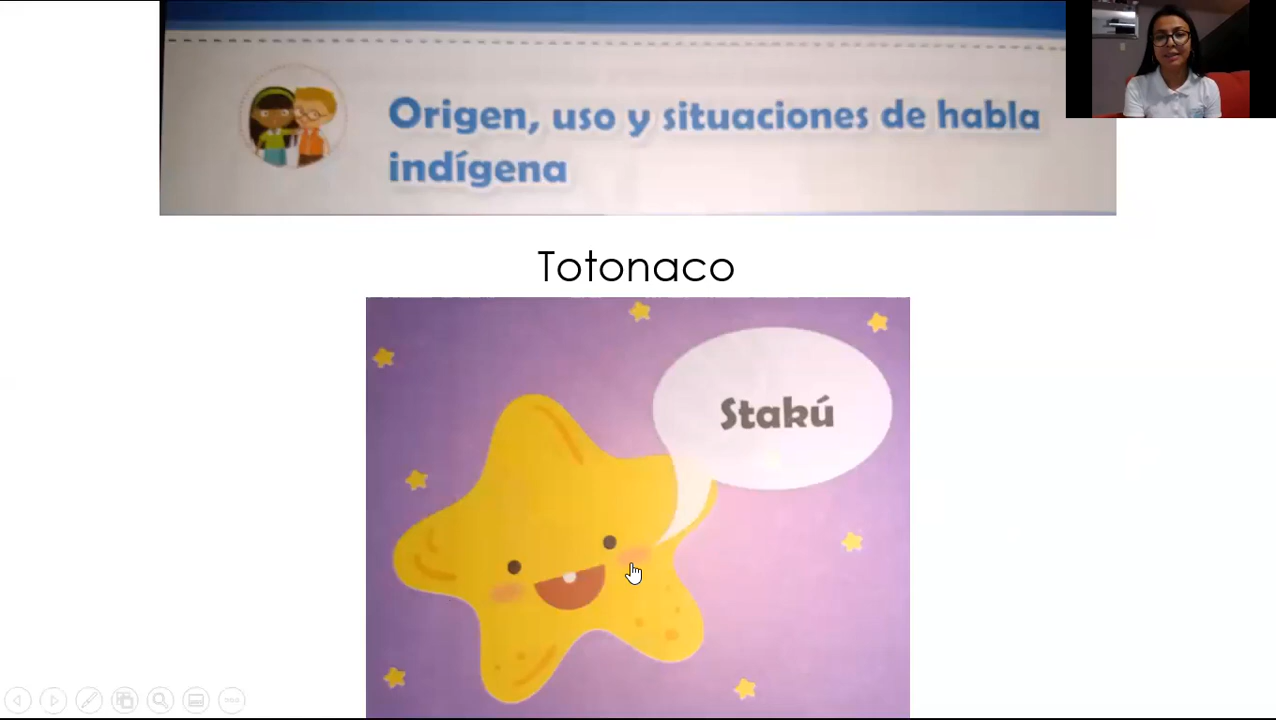 Origen, uso y situaciones de habla
indígena
Totonaco
Stakú